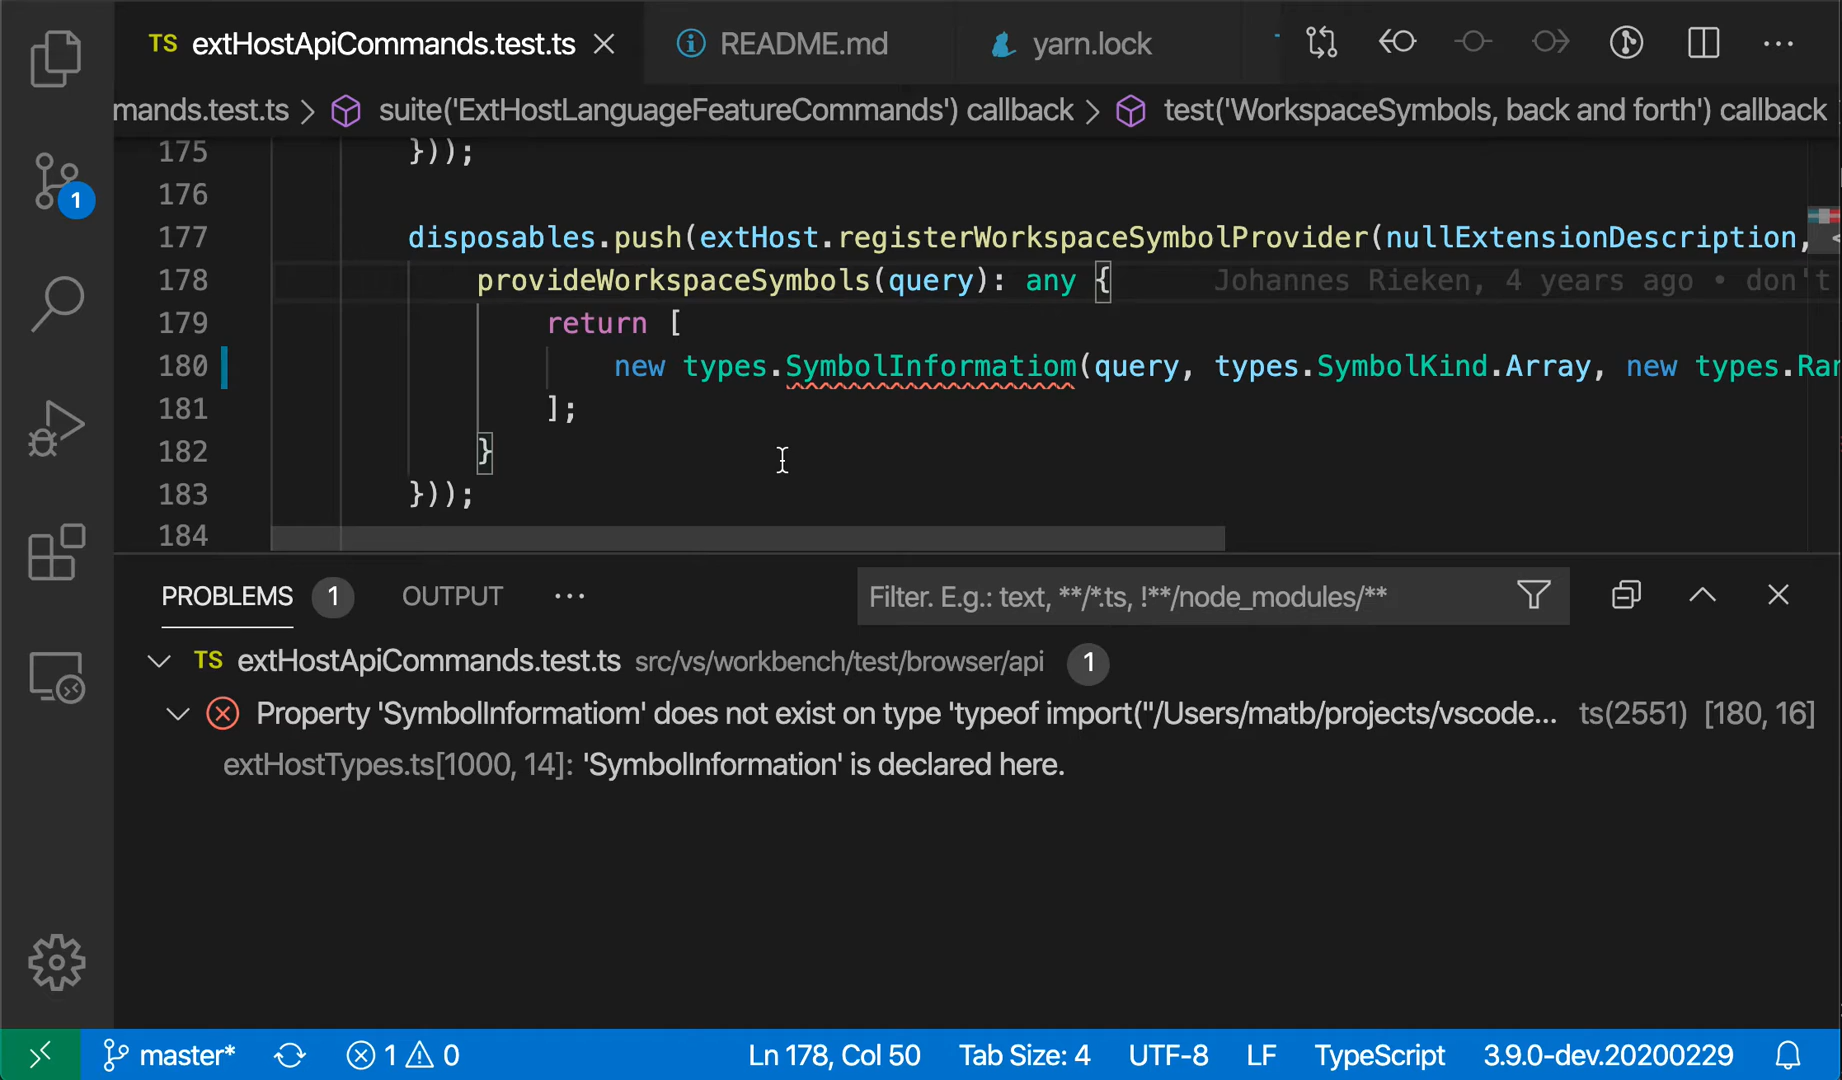 TS extHostApiCommands.test.ts README.md yarn.lock
mands.test.ts > suite('ExtHostLanguageFeatureCommands') callback > test('WorkspaceSymbols, back and forth') callback
175 }));
176
177 disposables.push(extHost.registerWorkspaceSymbolProvider(nullExtensionDescription, <
178 provideWorkspaceSymbols(query): any { Johannes Rieken, 4 years ago • don't
179 return [
180 new types.SymbolInformatiom(query, types.SymbolKind.Array, new types.Ran
181 ];
182 }
183 }));
184
1
PROBLEMS 1 OUTPUT ··· Filter. E.g.: text, **/*.ts, !**/node_modules/**
TS extHostApiCommands.test.ts src/vs/workbench/test/browser/api 1
Property 'SymbolInformatiom' does not exist on type 'typeof import("/Users/matb/projects/vscode... ts(2551) [180, 16]
extHostTypes.ts[1000, 14]: 'SymbolInformation' is declared here.
master* 1 0 Ln 178, Col 50 Tab Size: 4 UTF-8 LF TypeScript 3.9.0-dev.20200229